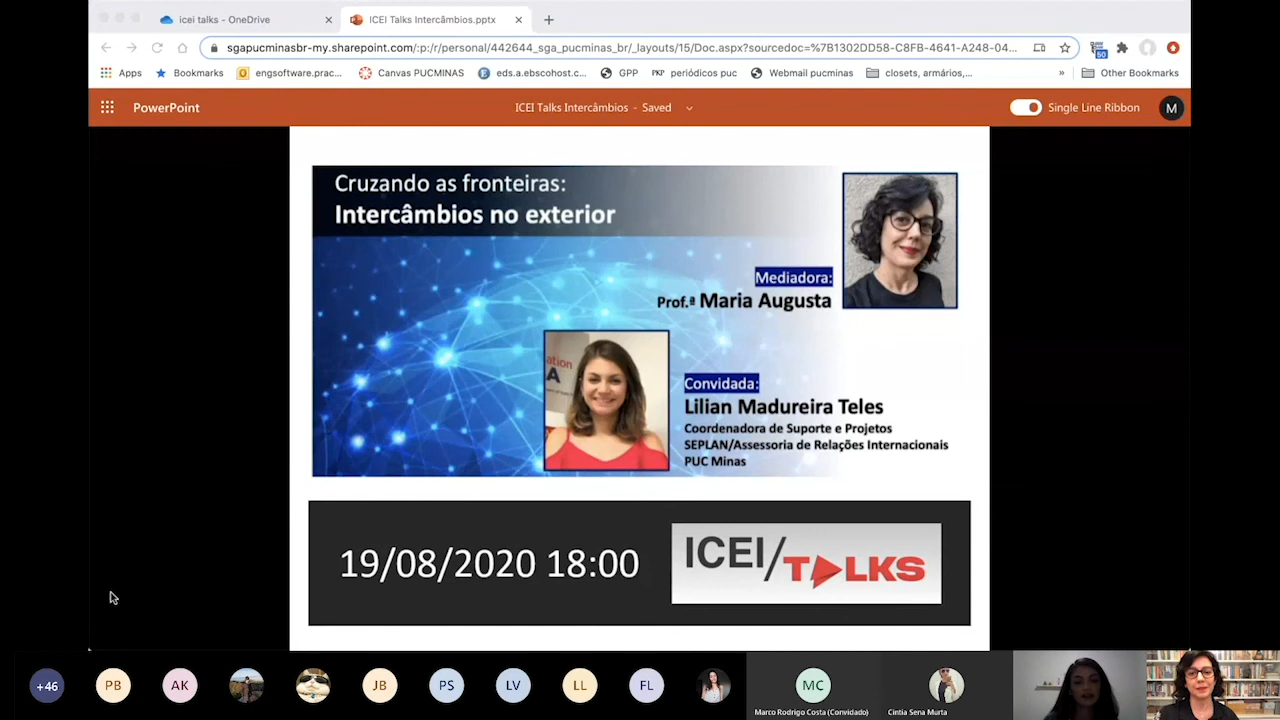 icei talks - OneDrive
ICEI Talks Intercâmbios.pptx
sgapucminasbr-my.sharepoint.com/:p:/r/personal/442644_sga_pucminas_br/_layouts/15/Doc.aspx?sourcedoc=%7B1302DD58-C8FB-4641-A248-04...
50
Apps
Bookmarks
engsoftware.prac...
Canvas PUCMINAS
eds.a.ebscohost.c...
GPP
periódicos puc
Webmail pucminas
closets, armários,...
»
Other Bookmarks
PowerPoint
ICEI Talks Intercâmbios - Saved
Single Line Ribbon
M
Cruzando as fronteiras:
Intercâmbios no exterior
Mediadora:
Prof.ª Maria Augusta
ation
A
Convidada:
Lilian Madureira Teles
Coordenadora de Suporte e Projetos
SEPLAN/Assessoria de Relações Internacionais
PUC Minas
19/08/2020 18:00
ICEI/TALKS
+46
PB
AK
JB
PS
LV
LL
FL
MC
Marco Rodrigo Costa (Convidado)
Cintia Sena Murta